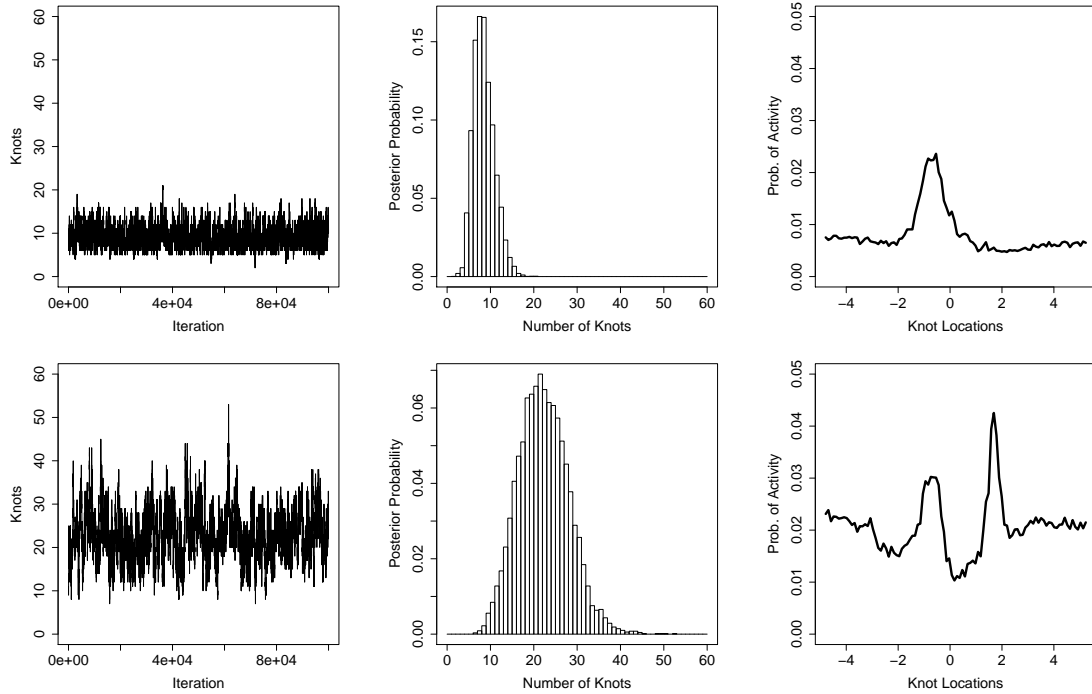 Knots
60
50
40
30
20
10
0
0e+00 4e+04 8e+04
Iteration
Posterior Probability
0.15
0.10
0.05
0.00
0 10 20 30 40 50 60
Number of Knots
Prob. of Activity
0.05
0.04
0.03
0.02
0.01
0.00
−4 −2 0 2 4
Knot Locations
Knots
60
50
40
30
20
10
0
0e+00 4e+04 8e+04
Iteration
Posterior Probability
0.06
0.04
0.02
0.00
0 10 20 30 40 50 60
Number of Knots
Prob. of Activity
0.05
0.04
0.03
0.02
0.01
0.00
−4 −2 0 2 4
Knot Locations